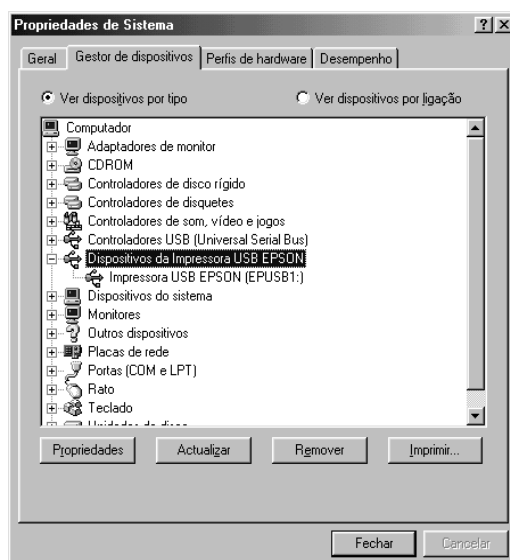 Propriedades de Sistema
Geral Gestor de dispositivos Perfis de hardware Desempenho
Ver dispositivos por tipo Ver dispositivos por ligação
Computador
Adaptadores de monitor
CDROM
Controladores de disco rígido
Controladores de disquetes
Controladores de som, vídeo e jogos
Controladores USB (Universal Serial Bus)
Dispositivos da Impressora USB EPSON
Impressora USB EPSON (EPUSB1:)
Dispositivos do sistema
Monitores
Outros dispositivos
Placas de rede
Portas (COM e LPT)
Rato
Teclado
Unidades de disco
Propriedades Actualizar Remover Imprimir...
Fechar Cancelar